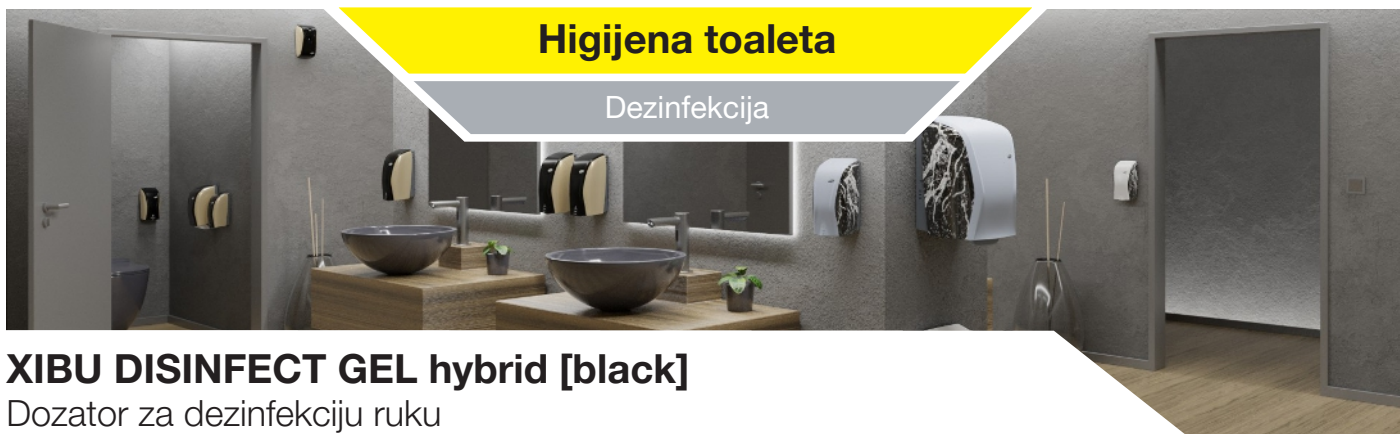 Higijena toaleta
Dezinfekcija
XIBU DISINFECT GEL hybrid [black]
Dozator za dezinfekciju ruku